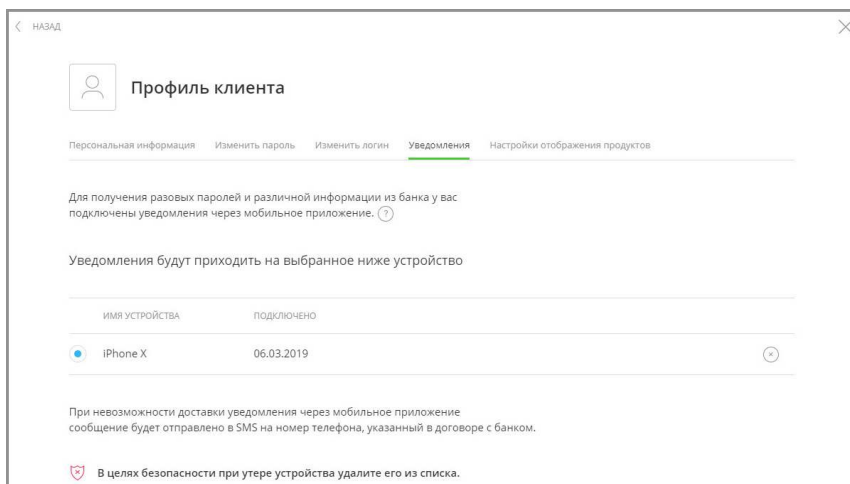 НАЗАД
Профиль клиента
Персональная информация Изменить пароль Изменить логин Уведомления Настройки отображения продуктов
Для получения разовых паролей и различной информации из банка у вас
подключены уведомления через мобильное приложение. ?
Уведомления будут приходить на выбранное ниже устройство
ИМЯ УСТРОЙСТВА ПОДКЛЮЧЕНО
iPhone X 06.03.2019
При невозможности доставки уведомления через мобильное приложение
сообщение будет отправлено в SMS на номер телефона, указанный в договоре с банком.
В целях безопасности при утере устройства удалите его из списка.